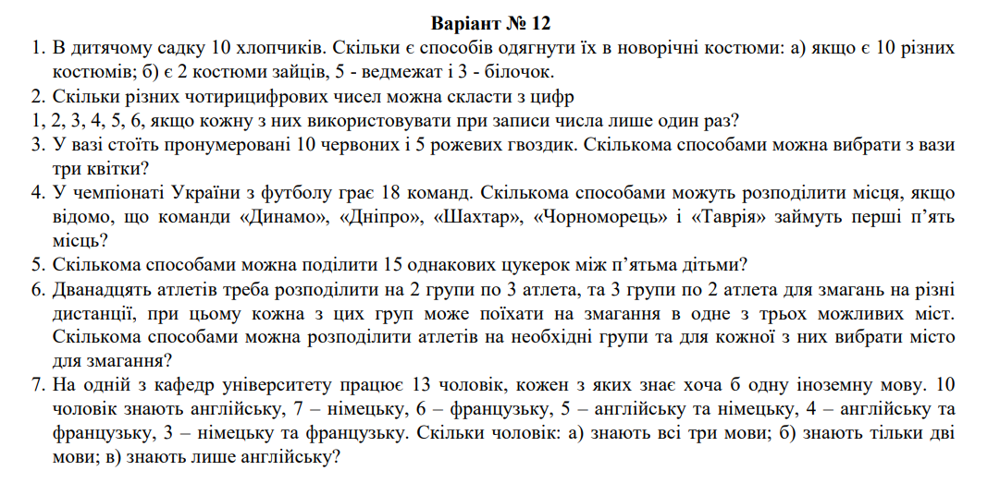 Варіант № 12
1. В дитячому садку 10 хлопчиків. Скільки є способів одягнути їх в новорічні костюми: а) якщо є 10 різних
костюмів; б) є 2 костюми зайців, 5 - ведмежат і 3 - білочок.
2. Скільки різних чотирицифрових чисел можна скласти з цифр
1, 2, 3, 4, 5, 6, якщо кожну з них використовувати при записи числа лише один раз?
3. У вазі стоїть пронумеровані 10 червоних і 5 рожевих гвоздик. Скількома способами можна вибрати з вази
три квітки?
4. У чемпіонаті України з футболу грає 18 команд. Скількома способами можуть розподілити місця, якщо
відомо, що команди «Динамо», «Дніпро», «Шахтар», «Чорноморець» і «Таврія» займуть перші п’ять
місць?
5. Скількома способами можна поділити 15 однакових цукерок між п’ятьма дітьми?
6. Дванадцять атлетів треба розподілити на 2 групи по 3 атлета, та 3 групи по 2 атлета для змагань на різні
дистанції, при цьому кожна з цих груп може поїхати на змагання в одне з трьох можливих міст.
Скількома способами можна розподілити атлетів на необхідні групи та для кожної з них вибрати місто
для змагання?
7. На одній з кафедр університету працює 13 чоловік, кожен з яких знає хоча б одну іноземну мову. 10
чоловік знають англійську, 7 – німецьку, 6 – французьку, 5 – англійську та німецьку, 4 – англійську та
французьку, 3 – німецьку та французьку. Скільки чоловік: а) знають всі три мови; б) знають тільки дві
мови; в) знають лише англійську?